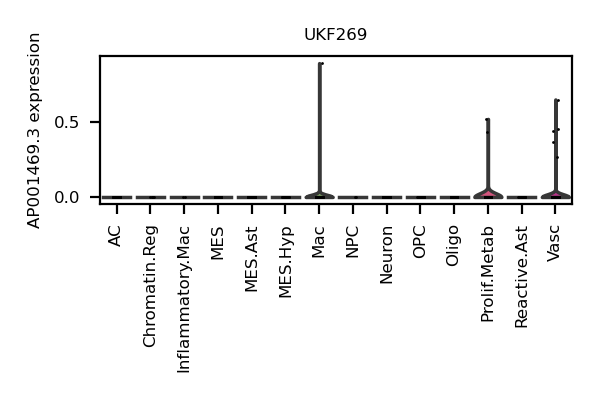 UKF269
AP001469.3 expression
0.5
0.0
AC
Chromatin.Reg
Inflammatory.Mac
MES
MES.Ast
MES.Hyp
Mac
NPC
Neuron
OPC
Oligo
Prolif.Metab
Reactive.Ast
Vasc